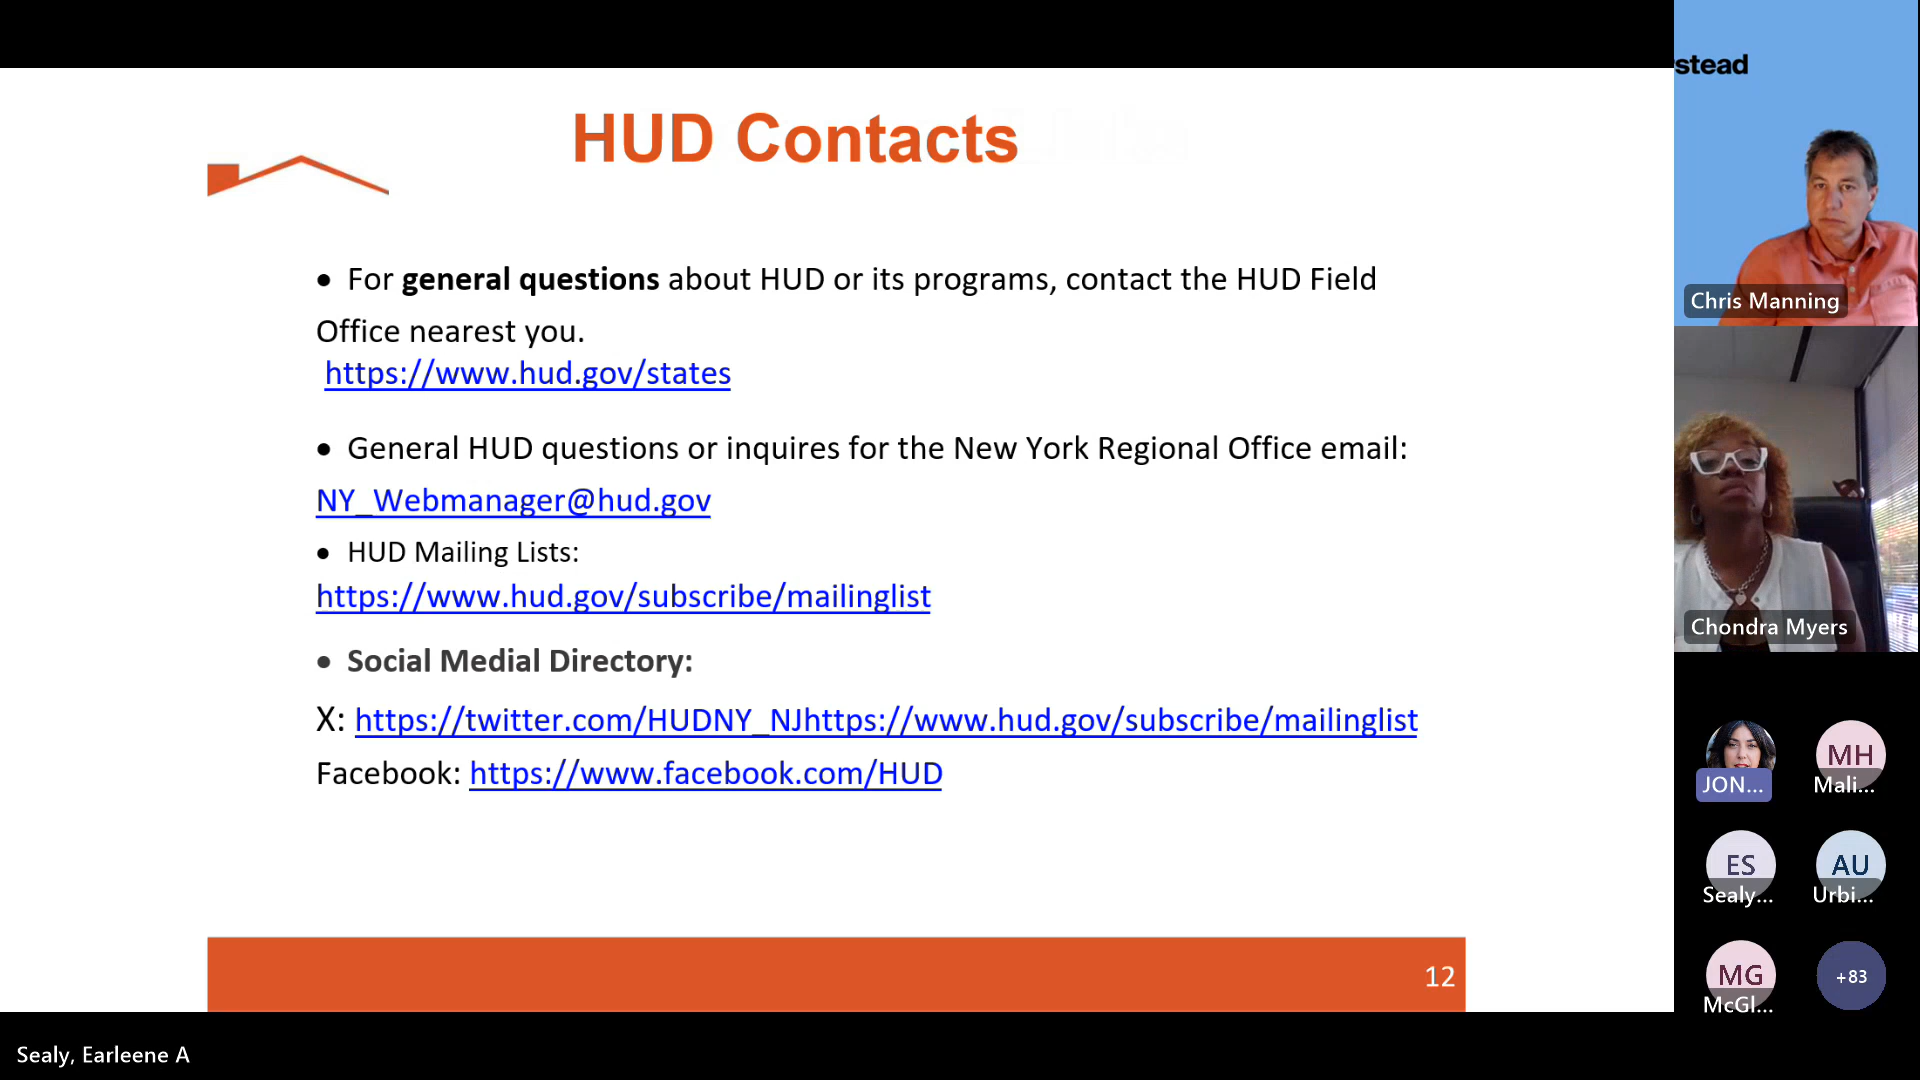 HUD Contacts
• For general questions about HUD or its programs, contact the HUD Field
Office nearest you.
https://www.hud.gov/states
• General HUD questions or inquires for the New York Regional Office email:
NY_Webmanager@hud.gov
• HUD Mailing Lists:
https://www.hud.gov/subscribe/mailinglist
• Social Medial Directory:
X: https://twitter.com/HUDNY_NJhttps://www.hud.gov/subscribe/mailinglist
Facebook: https://www.facebook.com/HUD
12
stead
Chris Manning
Chondra Myers
JON...
MH
Mali...
ES
Sealy...
AU
Urbi...
MG
McGl...
+83
Sealy, Earleene A